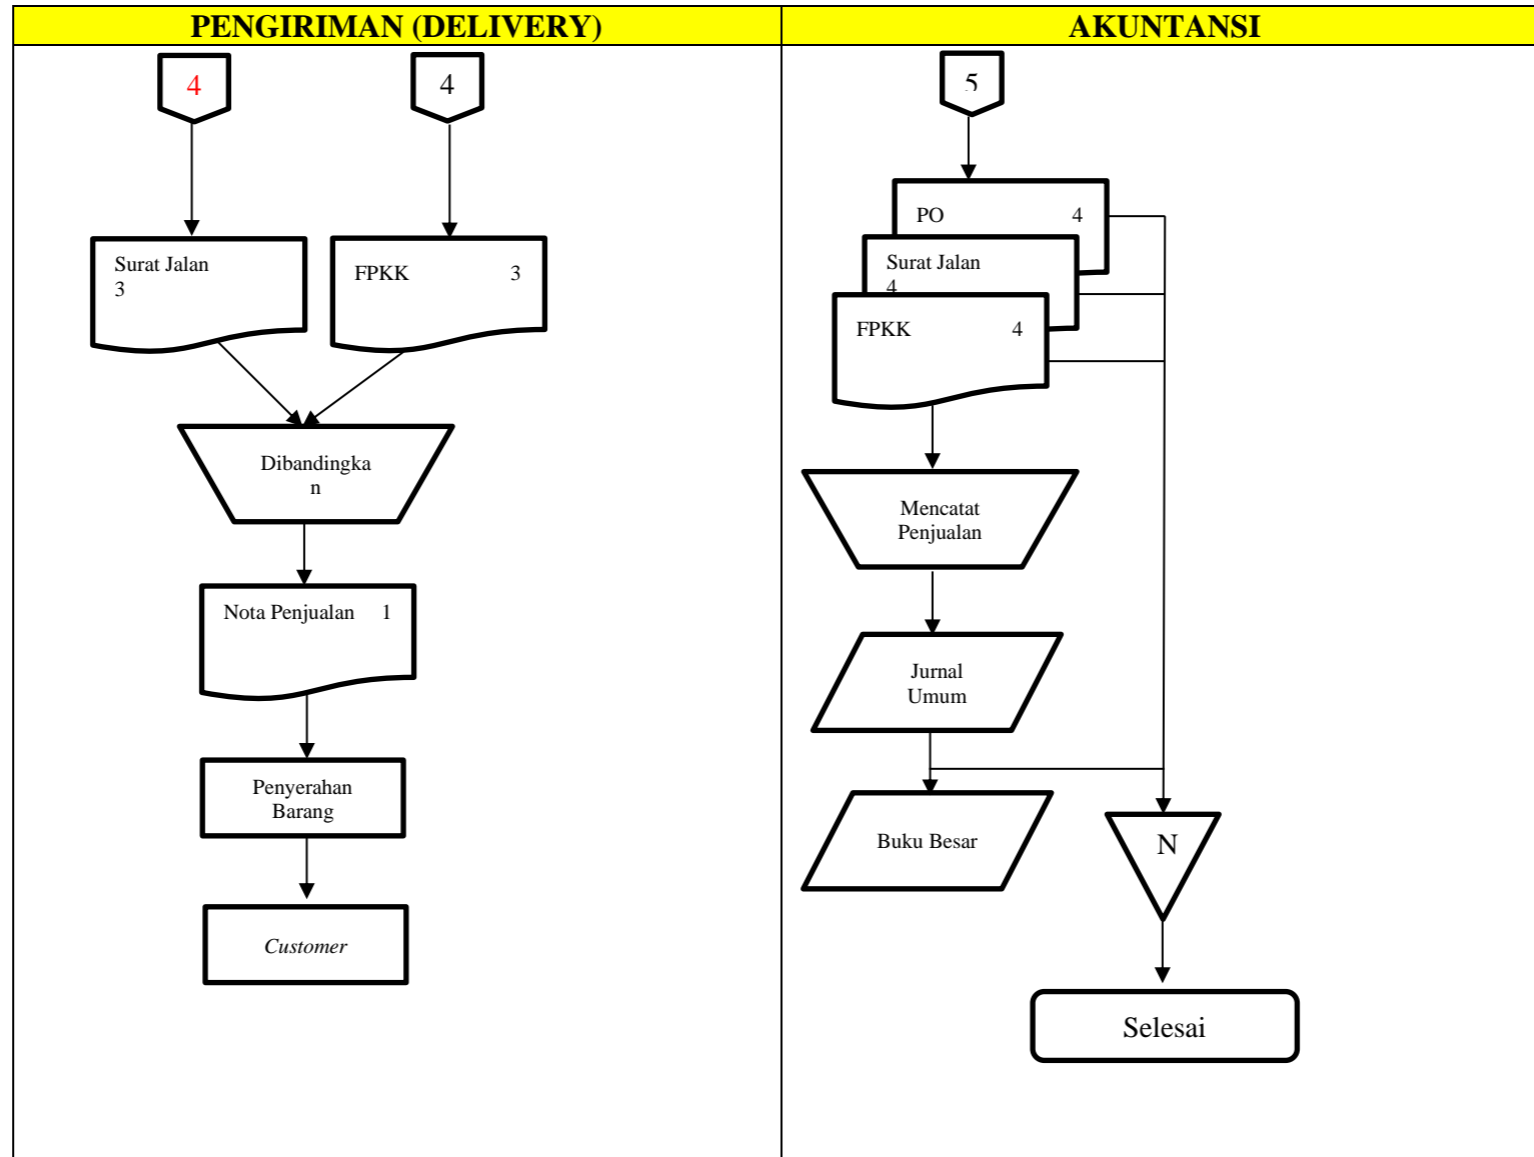 PENGIRIMAN (DELIVERY)
4
4
Surat Jalan
3
FPKK 3
Dibandingka
n
Nota Penjualan 1
Penyerahan
Barang
Customer
AKUNTANSI
5
PO 4
Surat Jalan
4
FPKK 4
Mencatat
Penjualan
Jurnal
Umum
Buku Besar
N
Selesai